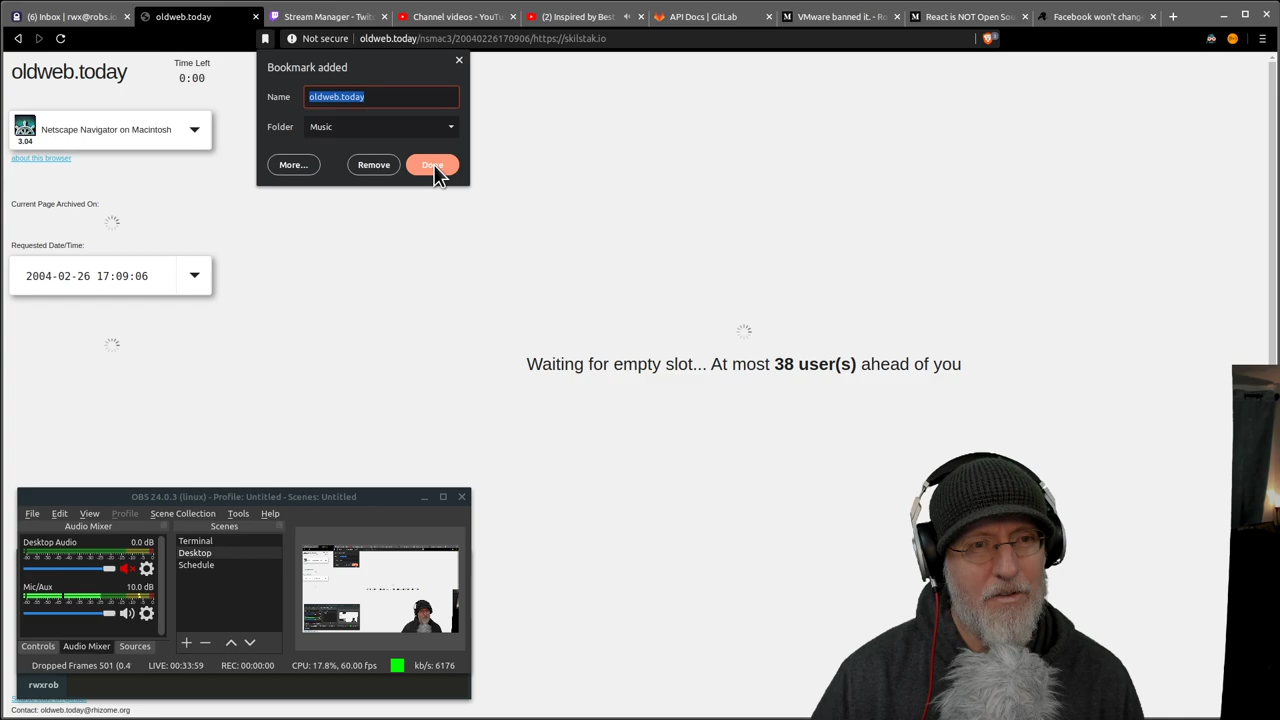 (6) Inbox | rwx@robs.io
oldweb.today
Stream Manager - Twit
Channel videos - YouTu
(2) Inspired by Best
API Docs | GitLab
VMware banned it. - Ro
React is NOT Open Sou
Facebook won't chang
Not secure
oldweb.today/nsmac3/20040226170906/https://skilstak.io
1
oldweb.today
Time Left
0:00
Netscape Navigator on Macintosh
3.04
about this browser
Current Page Archived On:
Requested Date/Time:
2004-02-26 17:09:06
Bookmark added
Name
oldweb.today
Folder
Music
More...
Remove
Done
Waiting for empty slot... At most 38 user(s) ahead of you
OBS 24.0.3 (linux) - Profile: Untitled - Scenes: Untitled
File Edit View Profile Scene Collection Tools Help
Audio Mixer
Scenes
Desktop Audio
0.0 dB
Mic/Aux
10.0 dB
Terminal
Desktop
Schedule
Controls
Audio Mixer
Sources
Dropped Frames 501 (0.4
LIVE: 00:33:59
REC: 00:00:00
CPU: 17.8%, 60.00 fps
kb/s: 6176
rwxrob
Contact: oldweb.today@rhizome.org